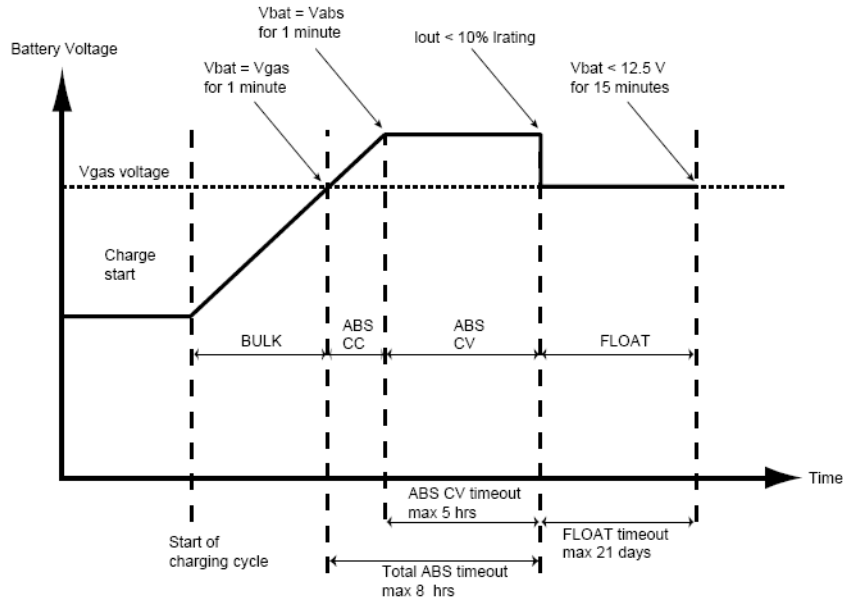 Vbat = Vabs
for 1 minute
Iout < 10% Irating
Battery Voltage
Vbat = Vgas
for 1 minute
Vbat < 12.5 V
for 15 minutes
Vgas voltage
Charge
start
BULK
ABS
CC
ABS
CV
FLOAT
Time
ABS CV timeout
max 5 hrs
FLOAT timeout
max 21 days
Start of
charging cycle
Total ABS timeout
max 8 hrs